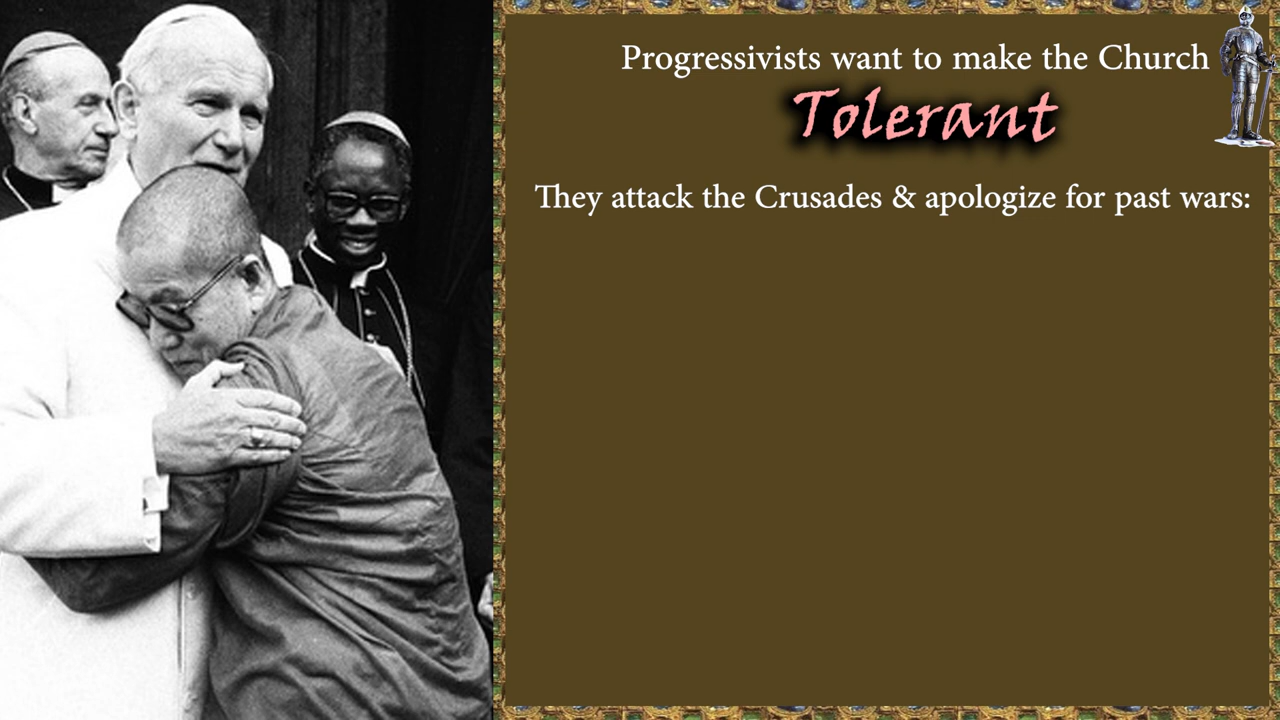 Progressivists want to make the Church
Tolerant
They attack the Crusades & apologize for past wars: